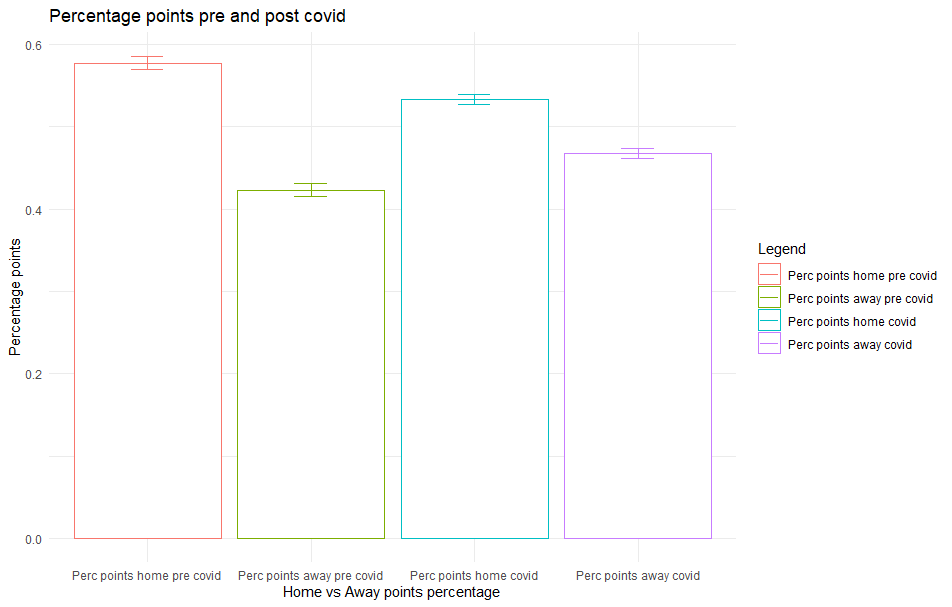 Percentage points pre and post covid
0.6
0.4
0.2
0.0
Percentage points
Perc points home pre covid
Perc points away pre covid
Perc points home covid
Perc points away covid
Home vs Away points percentage
Legend
Perc points home pre covid
Perc points away pre covid
Perc points home covid
Perc points away covid